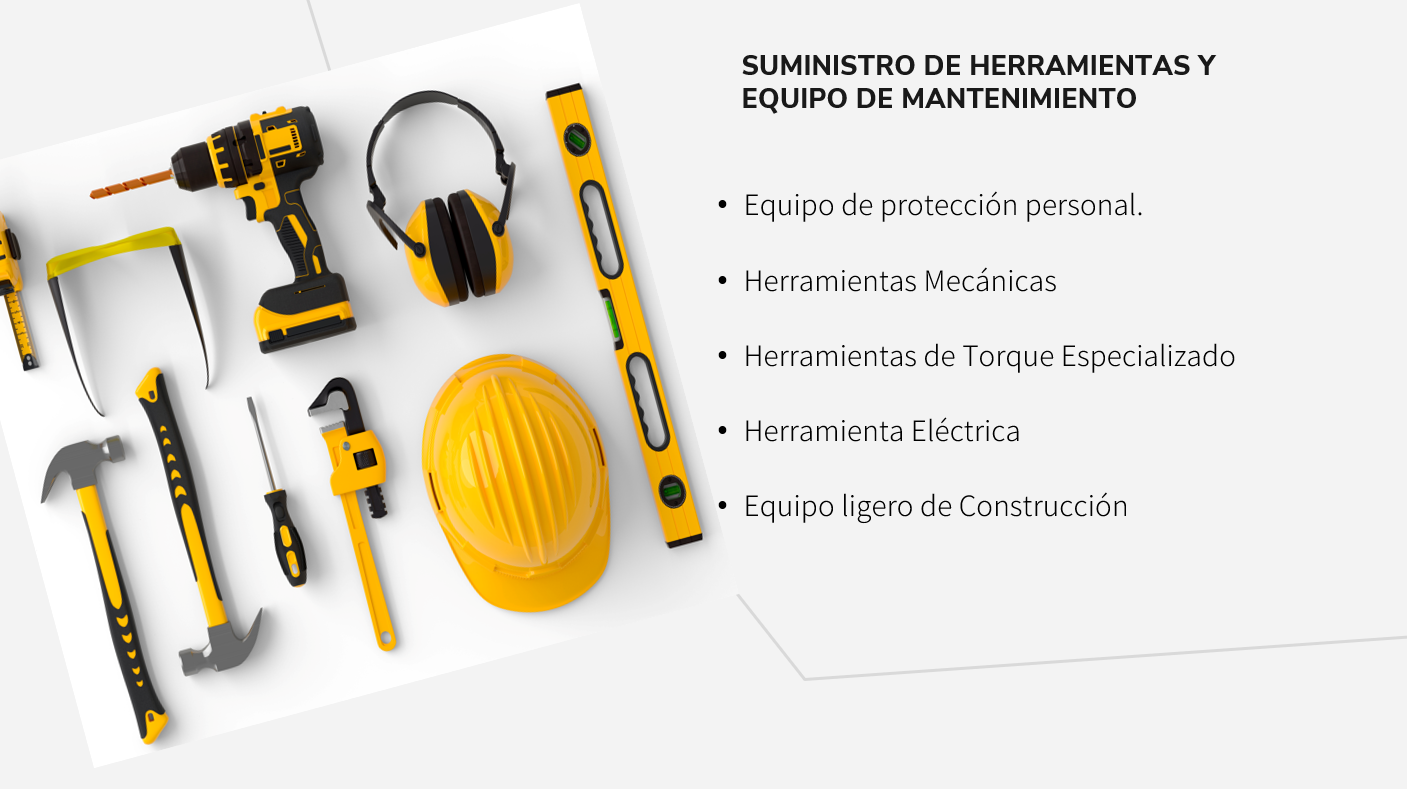 SUMINISTRO DE HERRAMIENTAS Y
EQUIPO DE MANTENIMIENTO
• Equipo de protección personal.
• Herramientas Mecánicas
• Herramientas de Torque Especializado
• Herramienta Eléctrica
• Equipo ligero de Construcción